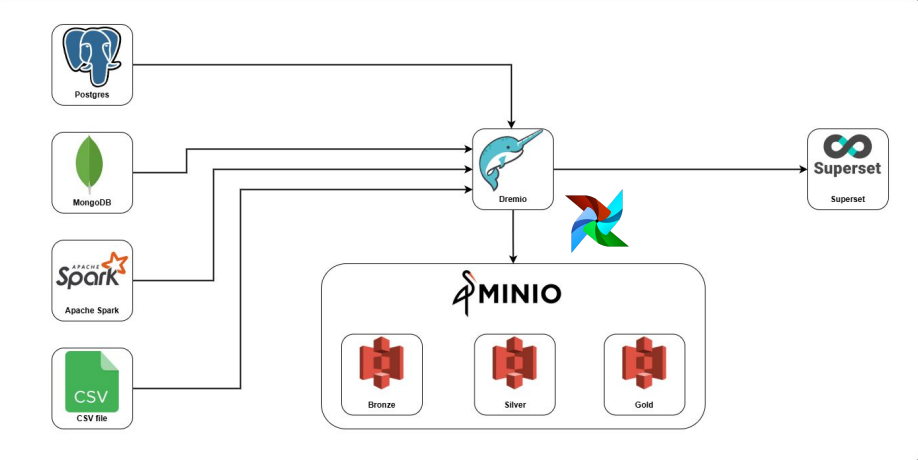 Postgres
MongoDB
APACHE
Spark
Apache Spark
CSV
CSV file
Dremio
Superset
Superset
MINIO
Bronze
Silver
Gold